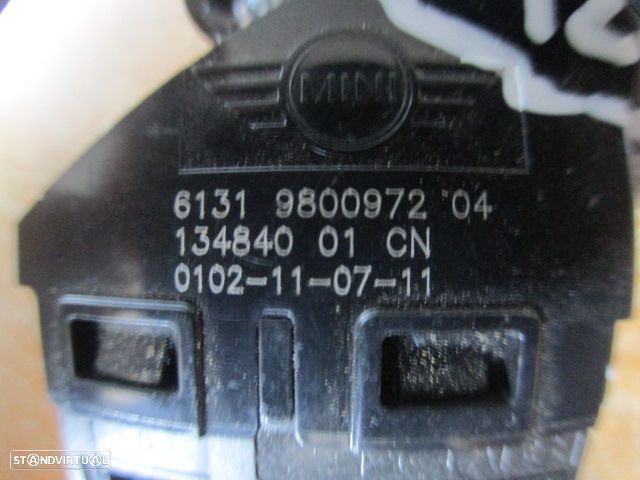 MINI
6131 9800972 04
134840 01 CN
0102-11-07-11
STANDVIRTUAL